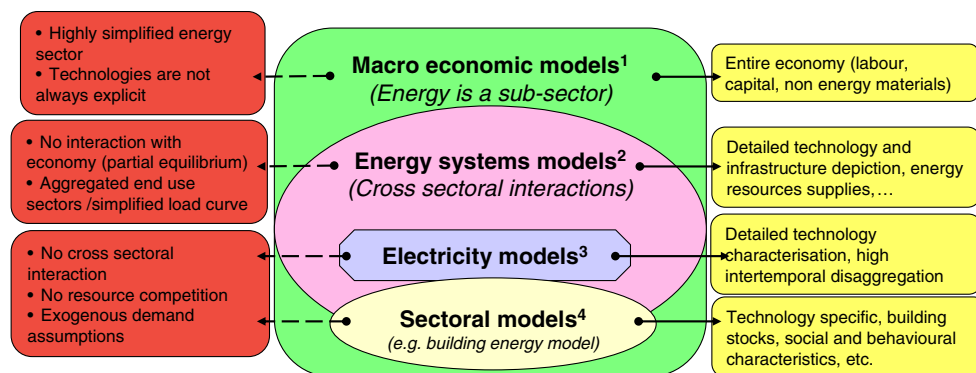 • Highly simplified energy
sector
• Technologies are not
always explicit
Macro economic models¹
(Energy is a sub-sector)
Entire economy (labour,
capital, non energy materials)
• No interaction with
economy (partial equilibrium)
• Aggregated end use
sectors /simplified load curve
Energy systems models²
(Cross sectoral interactions)
Detailed technology and
infrastructure depiction, energy
resources supplies,…
• No cross sectoral
interaction
• No resource competition
• Exogenous demand
assumptions
Electricity models³
Detailed technology
characterisation, high
intertemporal disaggregation
Sectoral models⁴
(e.g. building energy model)
Technology specific, building
stocks, social and behavioural
characteristics, etc.